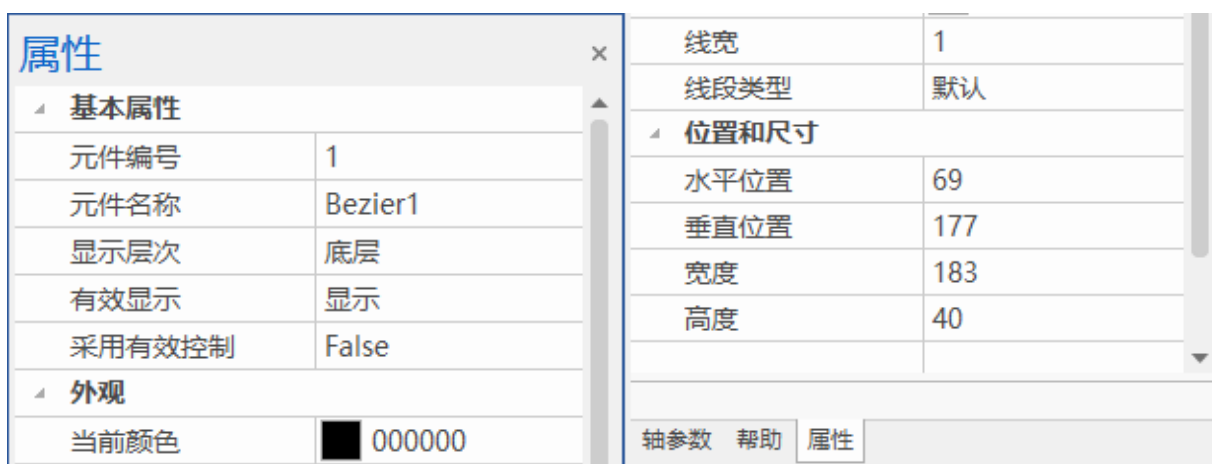 属性
基本属性
元件编号 1
元件名称 Bezier1
显示层次 底层
有效显示 显示
采用有效控制 False
外观
当前颜色 000000
线宽 1
线段类型 默认
位置和尺寸
水平位置 69
垂直位置 177
宽度 183
高度 40
轴参数 帮助 属性